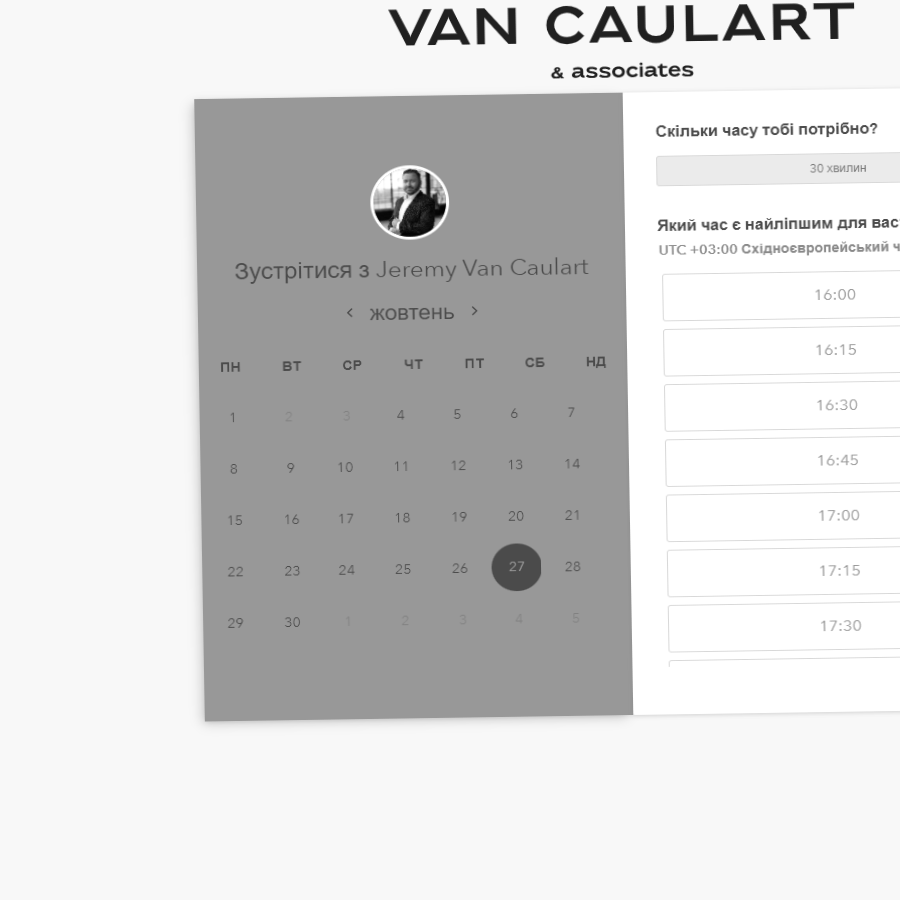 VAN CAULART
& associates
Зустрітися з Jeremy Van Caulart
жовтень
ПН ВТ СР ЧТ ПТ СБ НД
1 2 3 4 5 6 7
8 9 10 11 12 13 14
15 16 17 18 19 20 21
22 23 24 25 26 27 28
29 30 1 2 3 4 5
Скільки часу тобі потрібно?
30 хвилин
Який час є найліпшим для вас
UTC +03:00 Східноєвропейський ч
16:00
16:15
16:30
16:45
17:00
17:15
17:30